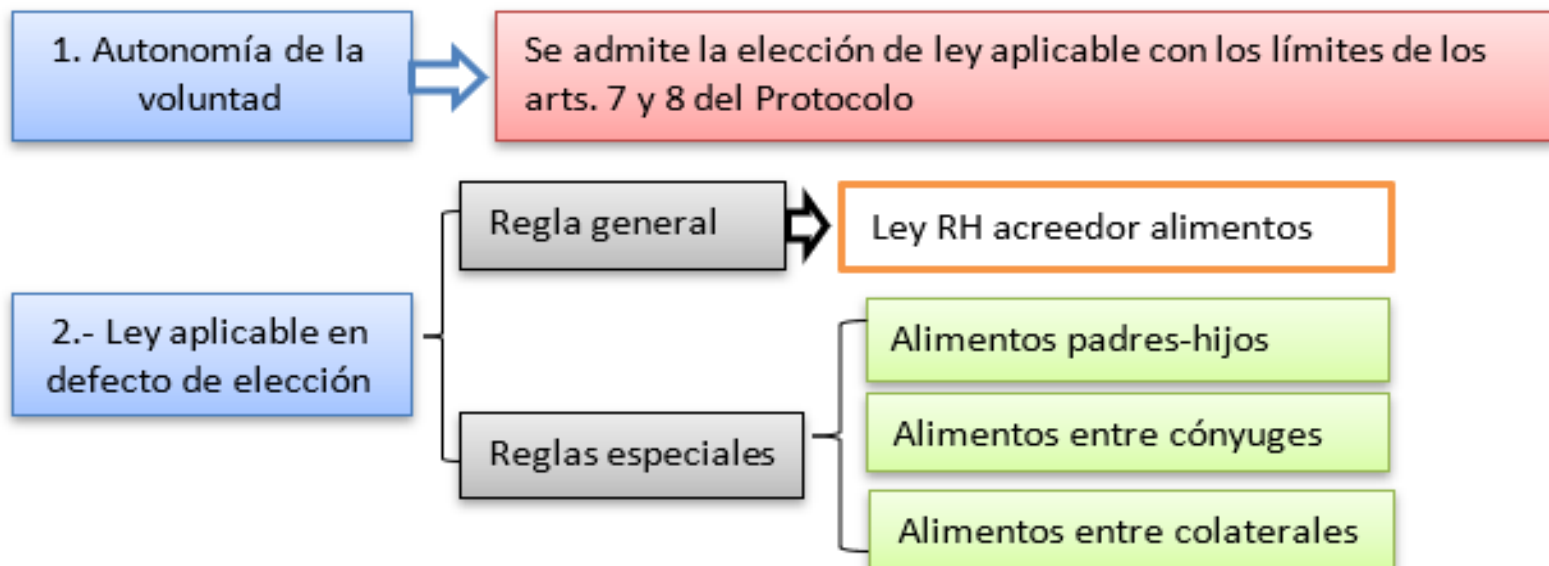 1. Autonomía de la
voluntad
Se admite la elección de ley aplicable con los límites de los
arts. 7 y 8 del Protocolo
Regla general
Ley RH acreedor alimentos
2.- Ley aplicable en
defecto de elección
Alimentos padres-hijos
Reglas especiales
Alimentos entre cónyuges
Alimentos entre colaterales